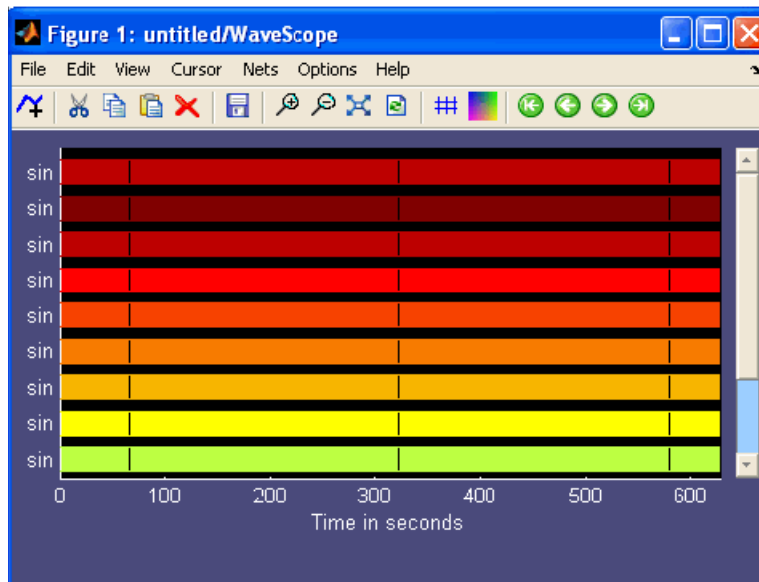 Figure 1: untitled/WaveScope
File Edit View Cursor Nets Options Help
sin
sin
sin
sin
sin
sin
sin
sin
sin
0 100 200 300 400 500 600
Time in seconds